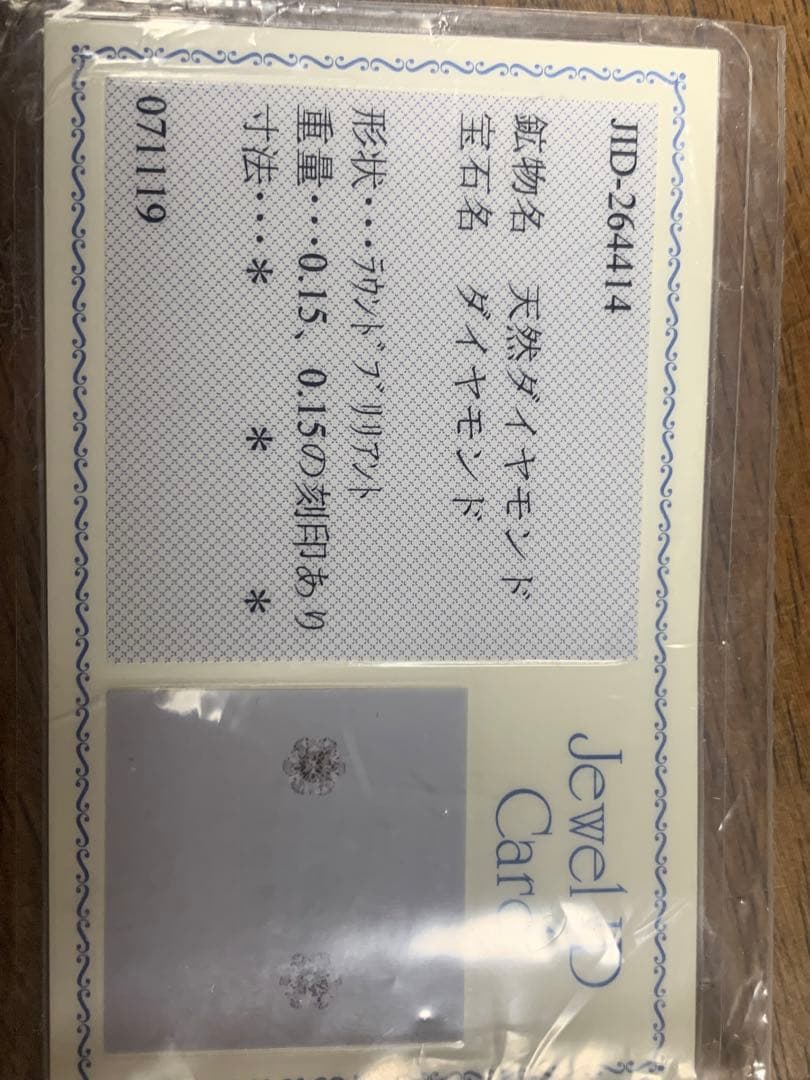 JID-264414
鉱物名 天然ダイヤモンド
宝石名 ダイヤモンド
形状・・・ﾗｳﾝﾄﾞﾌﾞﾘﾘｱﾝﾄ
重量・・・0.15、0.15の刻印あり
寸法・・・* * *
071119
Jewel ID
Card